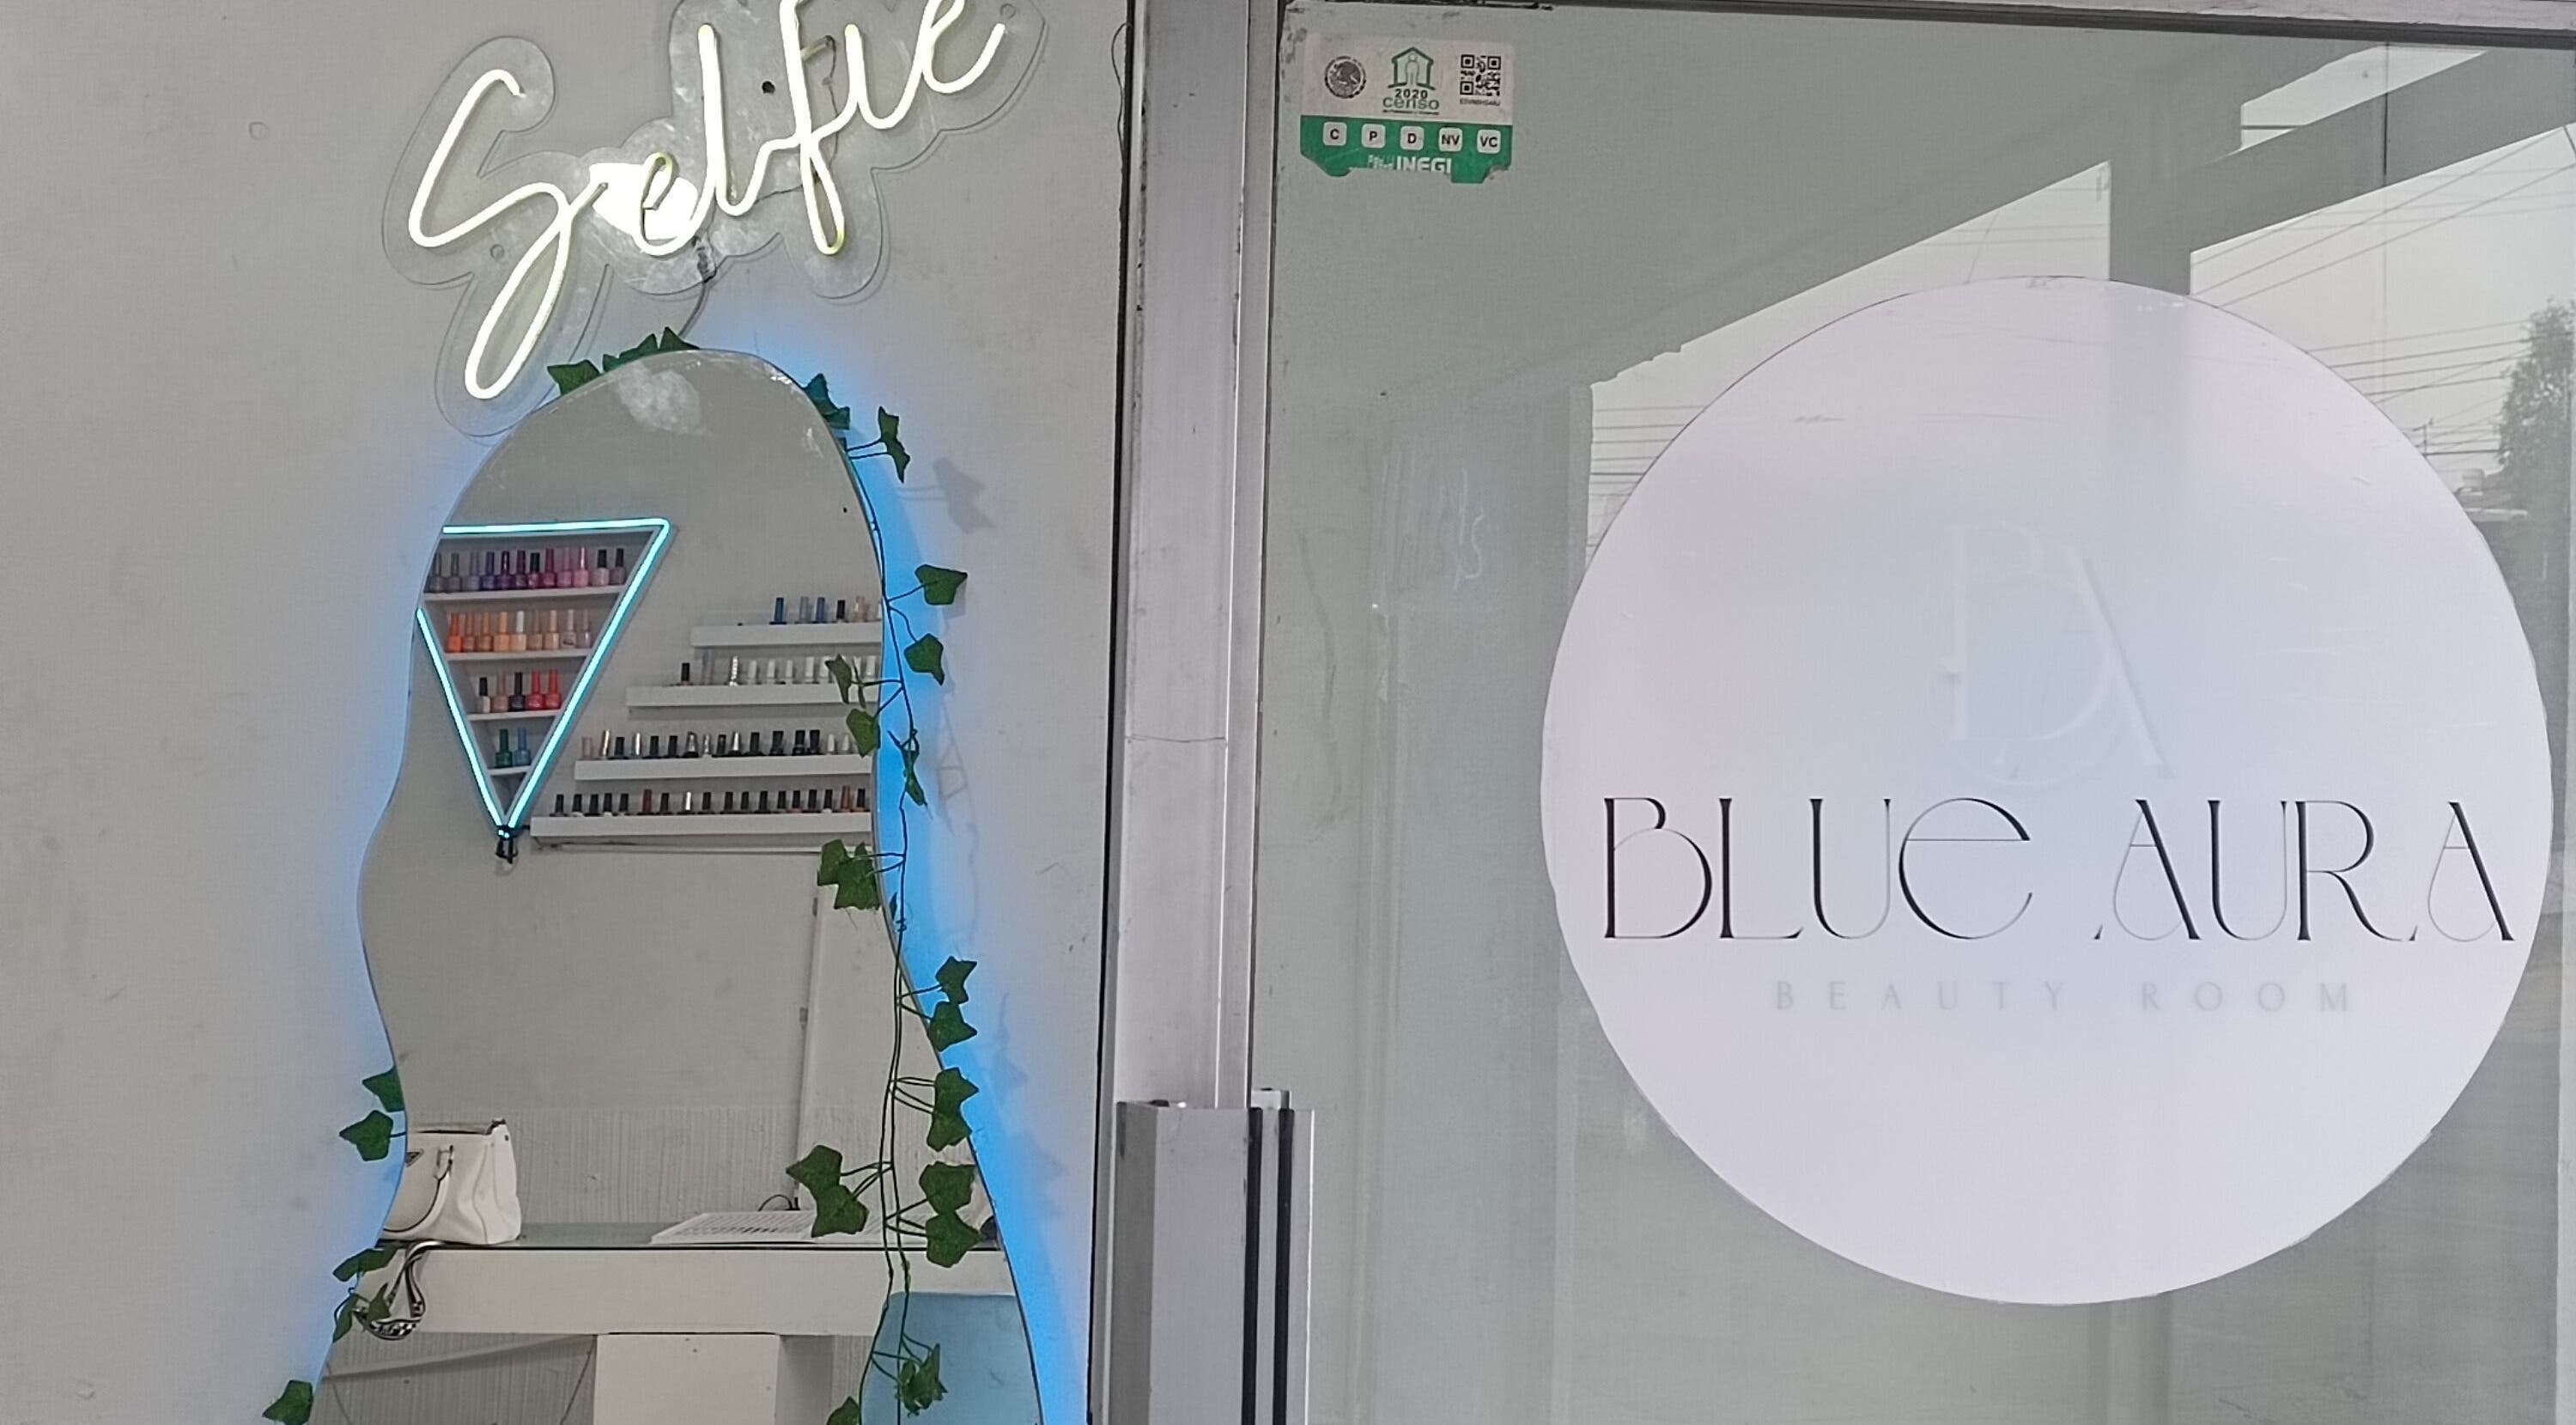 Selfie
2020
censo
C P D NV VC
INEGI
BA
BLUE AURA
BEAUTY ROOM